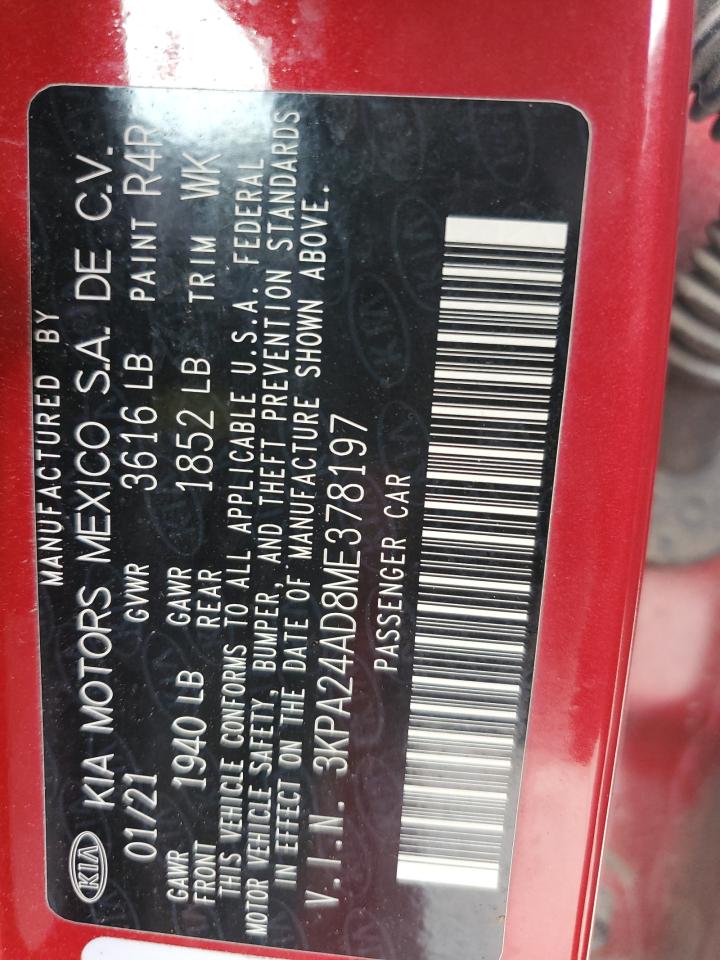 MANUFACTURED BY
KIA KIA MOTORS MEXICO S.A. DE C.V.
01/21 GVWR 3616 LB PAINT R4R
GAWR FRONT 1940 LB GAWR REAR 1852 LB TRIM WK
THIS VEHICLE CONFORMS TO ALL APPLICABLE U.S.A. FEDERAL
MOTOR VEHICLE SAFETY, BUMPER, AND THEFT PREVENTION STANDARDS
IN EFFECT ON THE DATE OF MANUFACTURE SHOWN ABOVE.
V.I.N. 3KPA24AD8ME378197
PASSENGER CAR